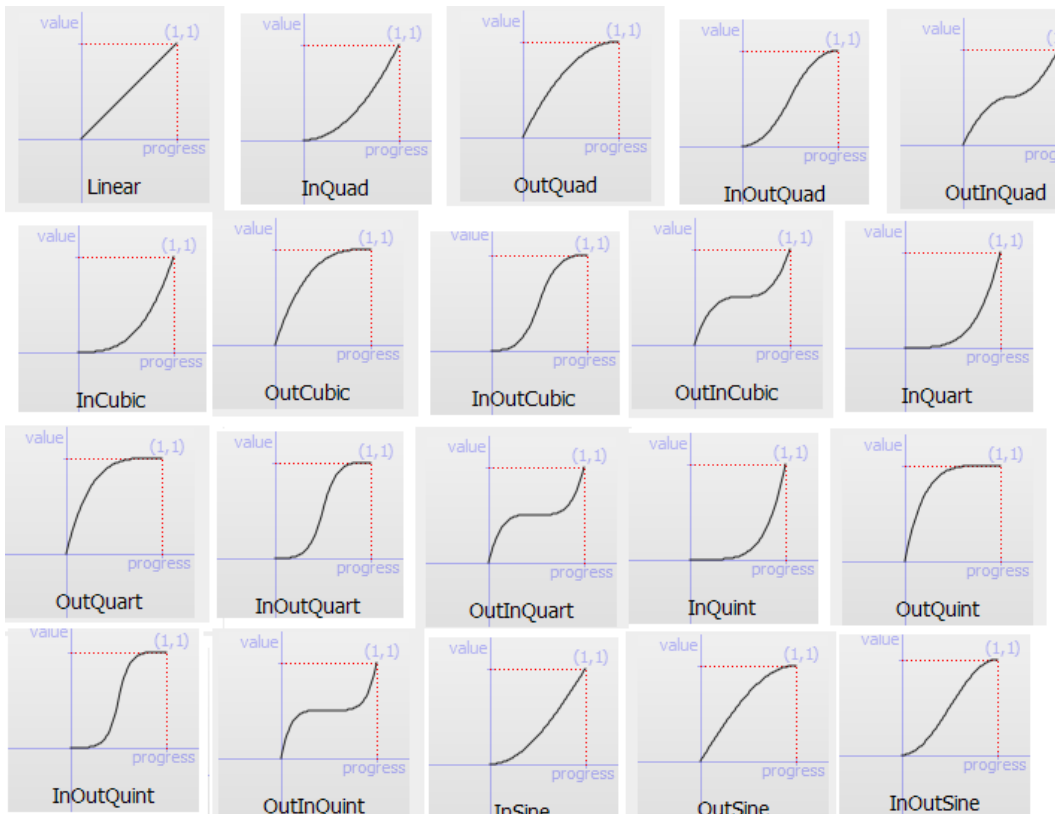 value
(1,1)
progress
Linear
value
(1,1)
progress
InQuad
value
(1,1)
progress
OutQuad
value
(1,1)
progress
InOutQuad
value
progress
OutInQuad
value
(1,1)
progress
InCubic
value
(1,1)
progress
OutCubic
value
(1,1)
progress
InOutCubic
value
(1,1)
progress
OutInCubic
value
(1,1)
progress
InQuart
value
(1,1)
progress
OutQuart
value
(1,1)
progress
InOutQuart
value
(1,1)
progress
OutInQuart
value
(1,1)
progress
InQuint
value
(1,1)
progress
OutQuint
value
(1,1)
progress
InOutQuint
value
(1,1)
progress
OutInQuint
value
(1,1)
progress
InSine
value
(1,1)
progress
OutSine
value
(1,1)
progress
InOutSine